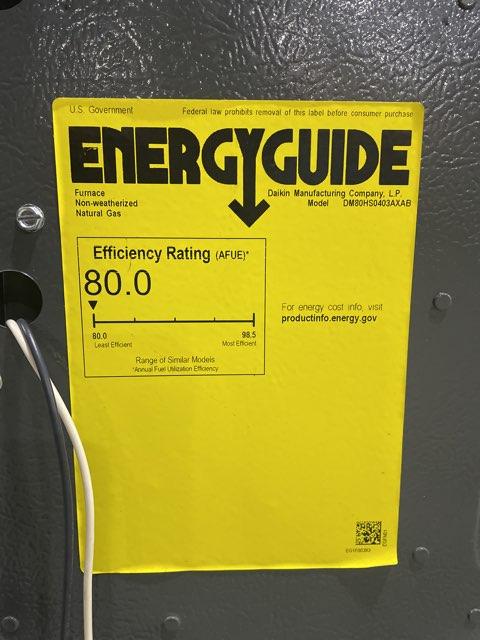 U.S. Government Federal law prohibits removal of this label before consumer purchase
ENERGYGUIDE
Furnace
Non-weatherized
Natural Gas
Daikin Manufacturing Company, L.P.
Model DM80HS0403AXAB
Efficiency Rating (AFUE)*
80.0
80.0 98.5
Least Efficient Most Efficient
Range of Similar Models
*Annual Fuel Utilization Efficiency
For energy cost info, visit
productinfo.energy.gov